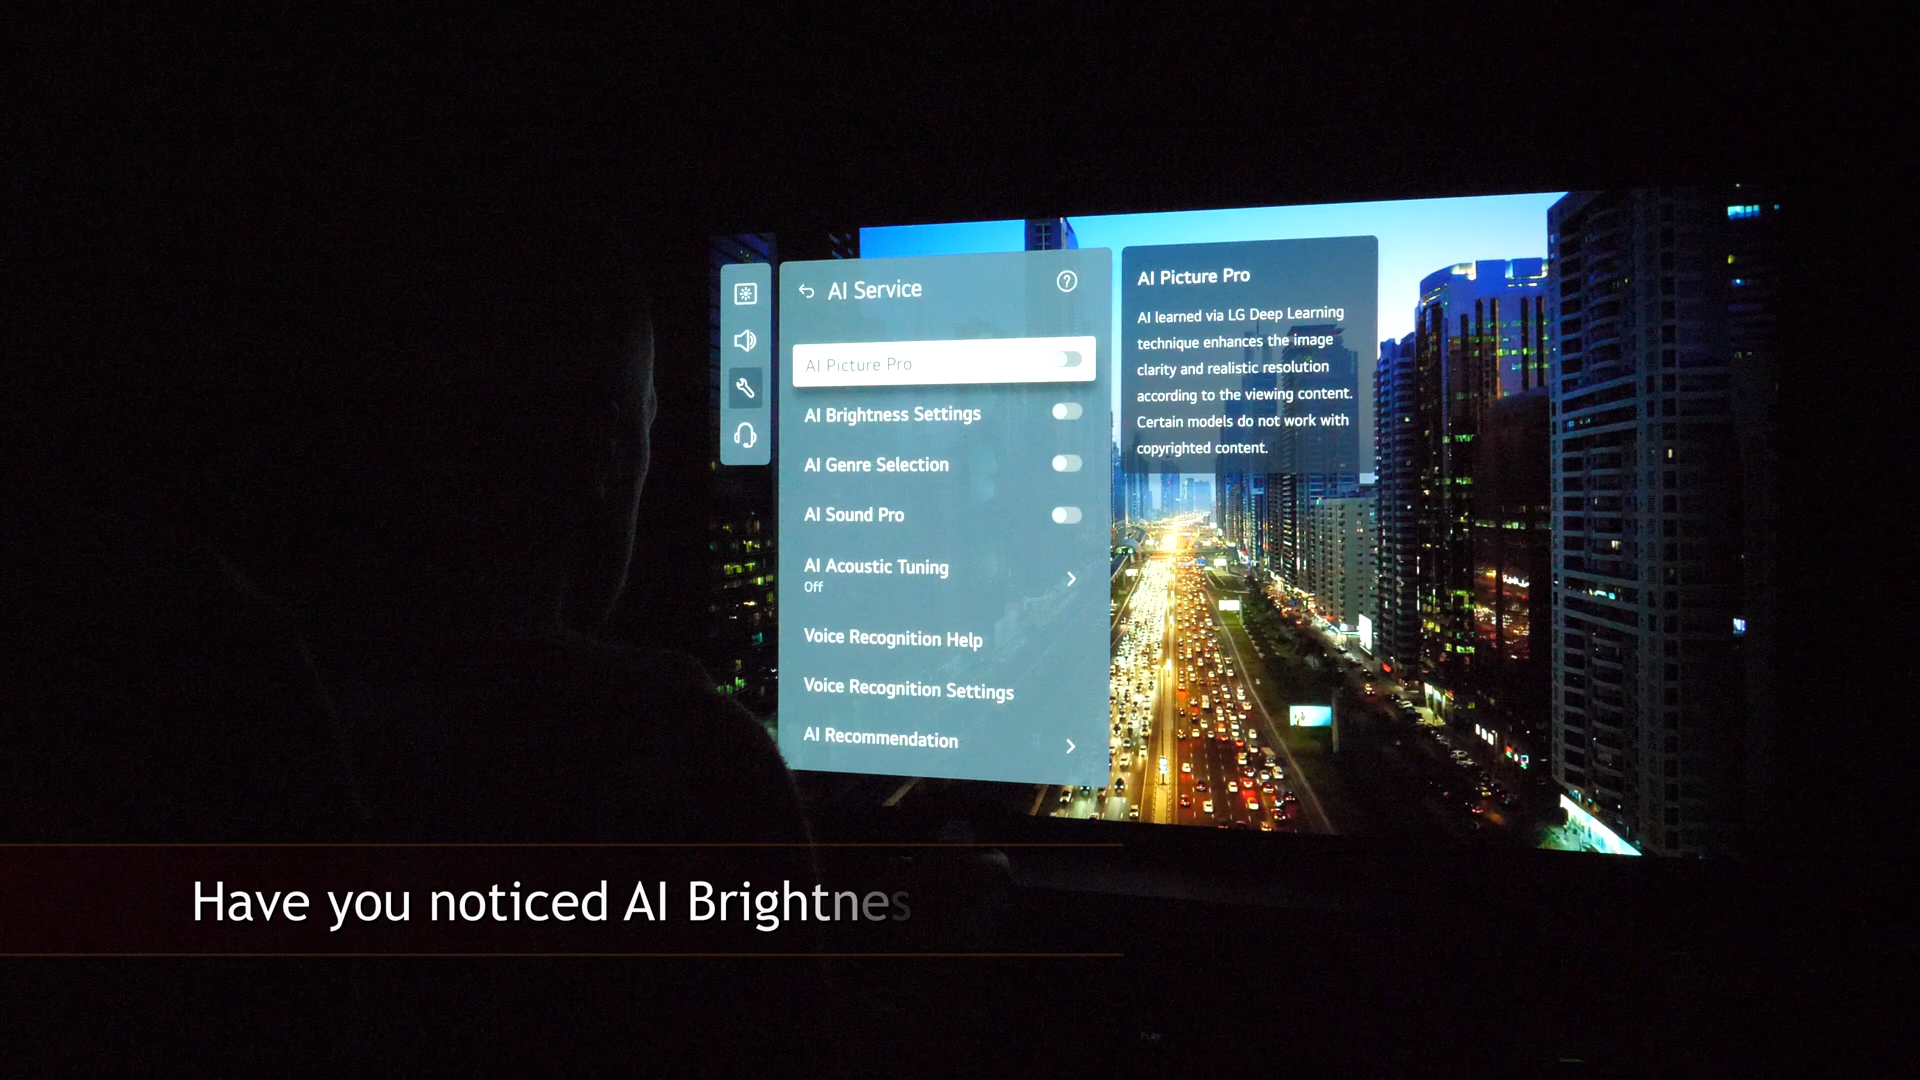 AI Service
AI Picture Pro
AI Brightness Settings
AI Genre Selection
AI Sound Pro
AI Acoustic Tuning
Off
Voice Recognition Help
Voice Recognition Settings
AI Recommendation
AI Picture Pro
AI learned via LG Deep Learning
technique enhances the image
clarity and realistic resolution
according to the viewing content.
Certain models do not work with
copyrighted content.
Have you noticed AI Brightnes
PLAY